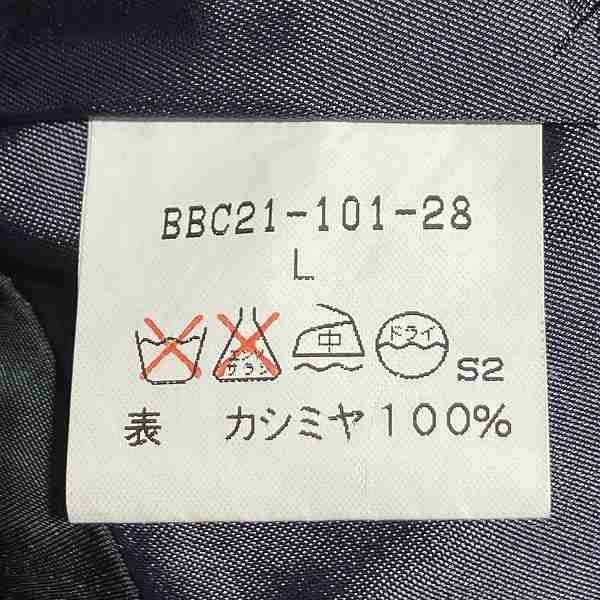 BBC21-101-28
L
エンソ
サラシ
中
ドライ
S2
表 カシミヤ100%